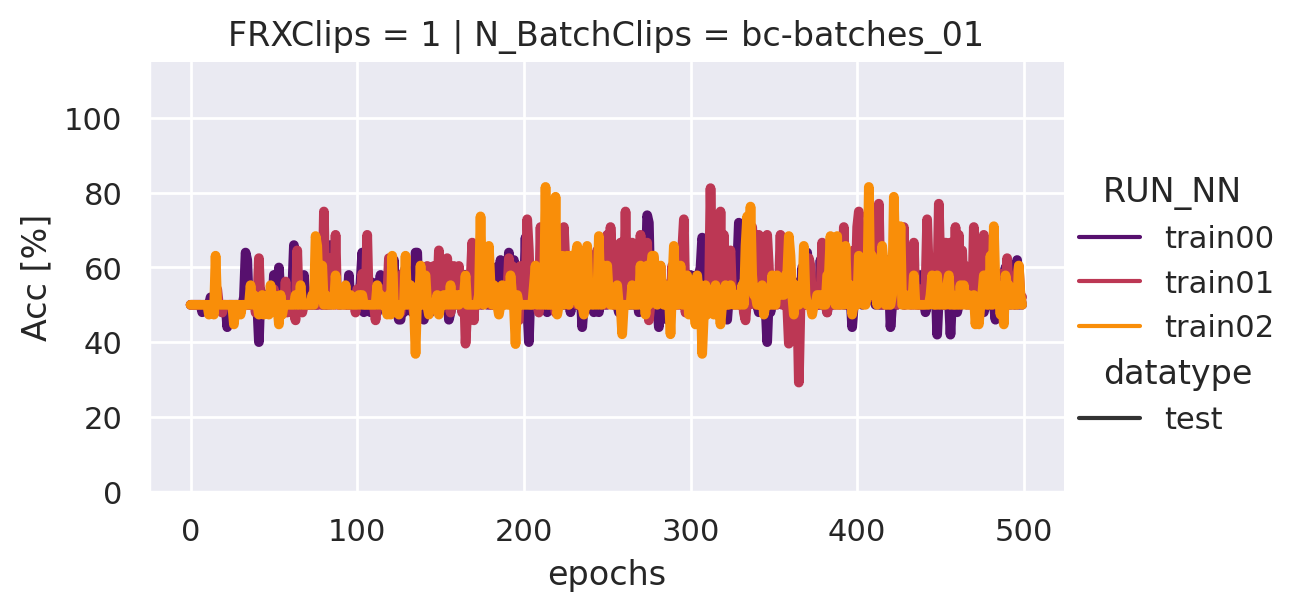 FRXClips = 1 | N_BatchClips = bc-batches_01
100
80
60
40
20
0
Acc [%]
0 100 200 300 400 500
epochs
RUN_NN
train00
train01
train02
datatype
test